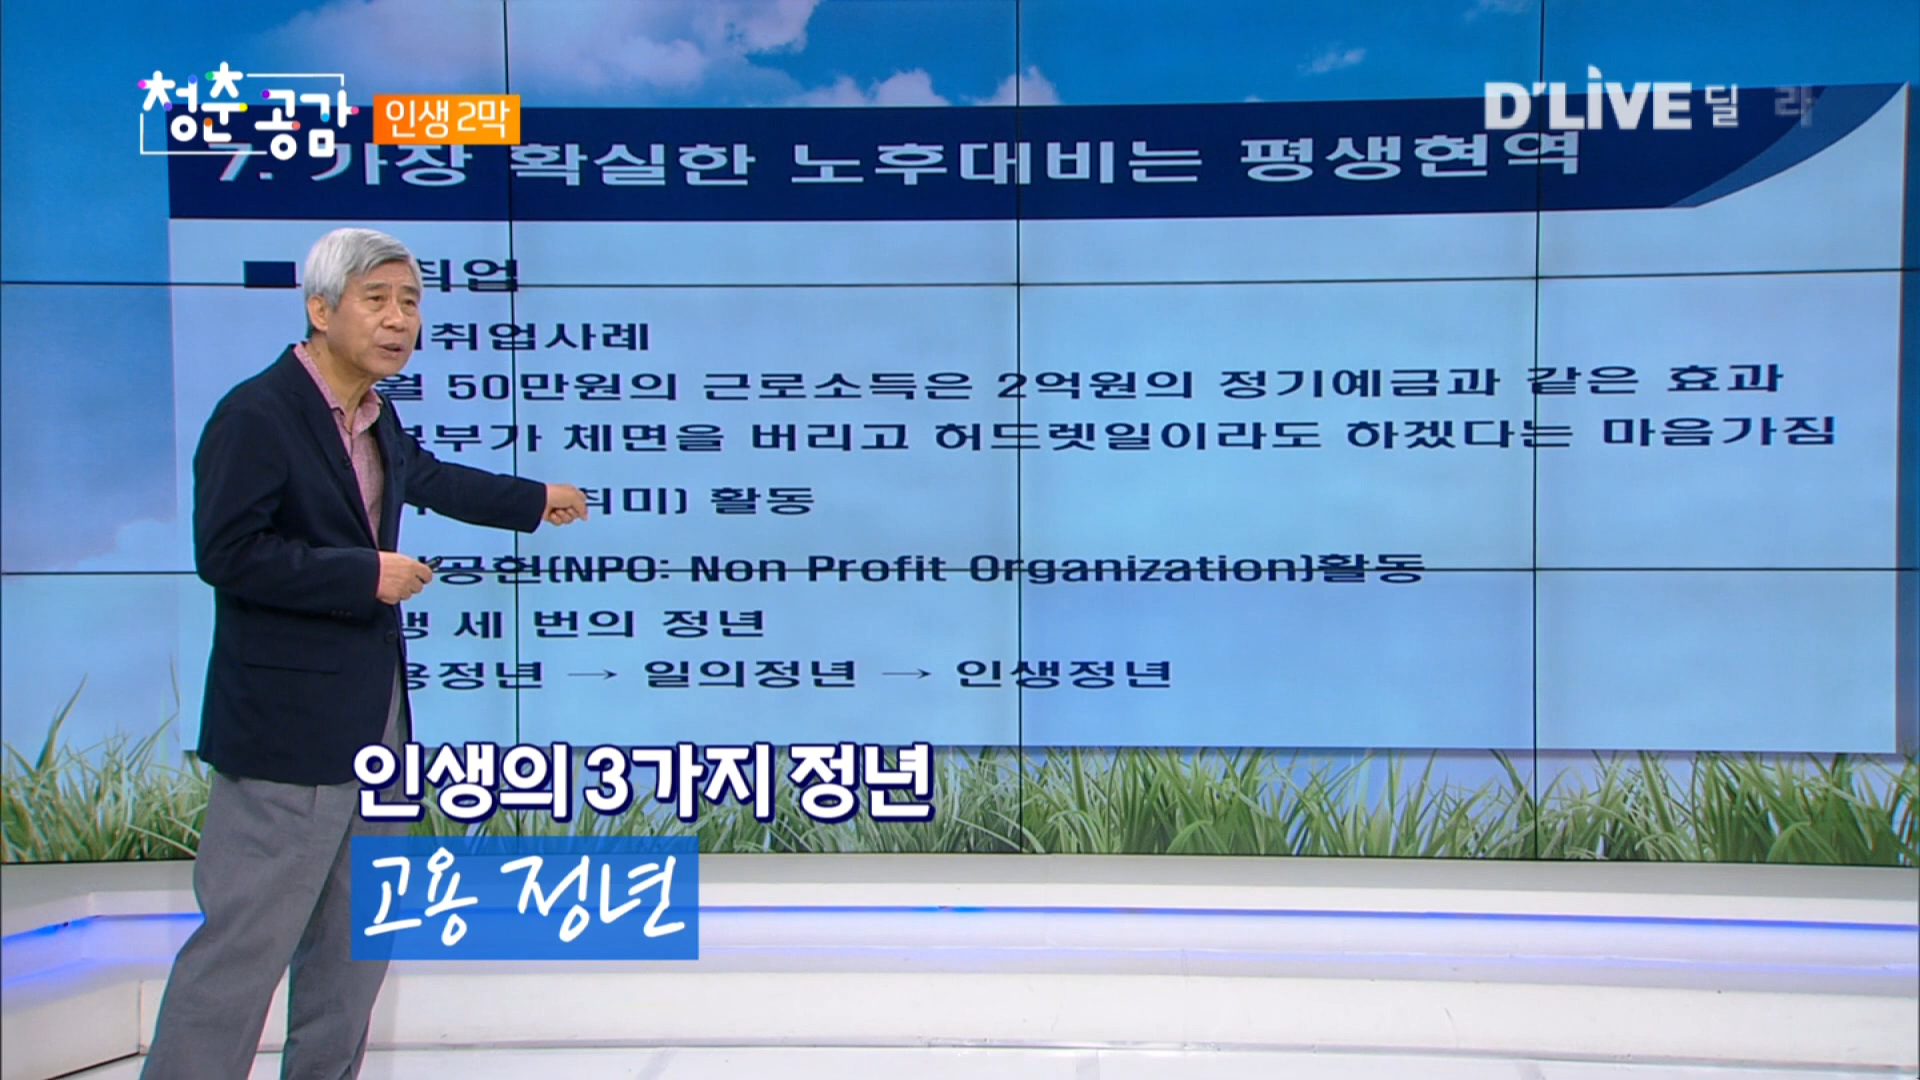 청춘 공감 인생 2막
D'LIVE 딜 라
7. 가장 확실한 노후대비는 평생현역
취업
취업사례
월 50만원의 근로소득은 2억원의 정기예금과 같은 효과
부부가 체면을 버리고 허드렛일이라도 하겠다는 마음가짐
취미) 활동
공헌(NPO: Non Profit Organization)활동
세 번의 정년
용정년 → 일의정년 → 인생정년
인생의 3가지 정년
고용 정년